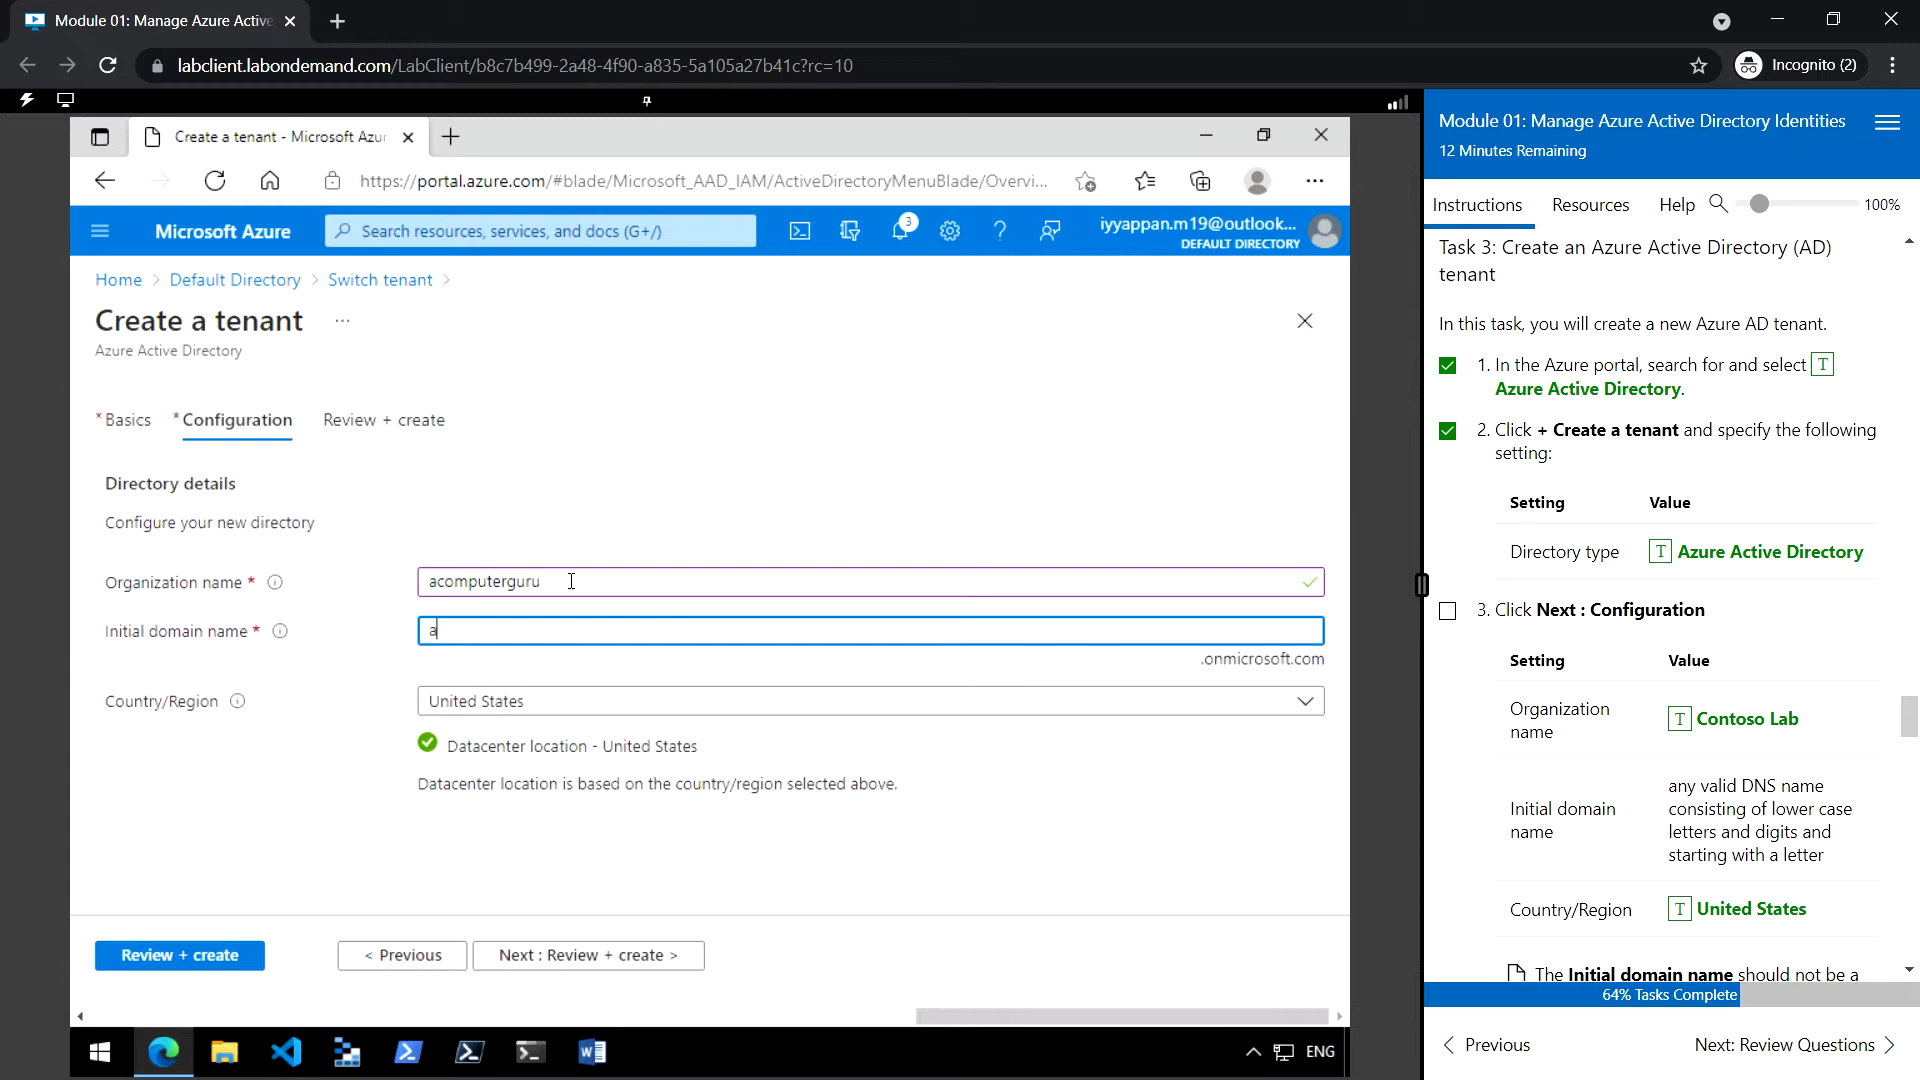 Module 01: Manage Azure Active
labclient.labondemand.com/LabClient/b8c7b499-2a48-4f90-a835-5a105a27b41c?rc=10
Incognito (2)
Create a tenant - Microsoft Azur
https://portal.azure.com/#blade/Microsoft_AAD_IAM/ActiveDirectoryMenuBlade/Overvi...
Microsoft Azure
Search resources, services, and docs (G+/)
3
iyyappan.m19@outlook...
DEFAULT DIRECTORY
Home > Default Directory > Switch tenant >
Create a tenant ...
Azure Active Directory
* Basics * Configuration Review + create
Directory details
Configure your new directory
Organization name * acomputerguru
Initial domain name * a
.onmicrosoft.com
Country/Region United States
Datacenter location - United States
Datacenter location is based on the country/region selected above.
Review + create < Previous Next : Review + create >
ENG
Module 01: Manage Azure Active Directory Identities
12 Minutes Remaining
Instructions Resources Help 100%
Task 3: Create an Azure Active Directory (AD)
tenant
In this task, you will create a new Azure AD tenant.
1. In the Azure portal, search for and select T
Azure Active Directory.
2. Click + Create a tenant and specify the following
setting:
Setting Value
Directory type T Azure Active Directory
3. Click Next : Configuration
Setting Value
Organization
name
T Contoso Lab
Initial domain
name
any valid DNS name
consisting of lower case
letters and digits and
starting with a letter
Country/Region T United States
The Initial domain name should not be a
64% Tasks Complete
< Previous Next: Review Questions >